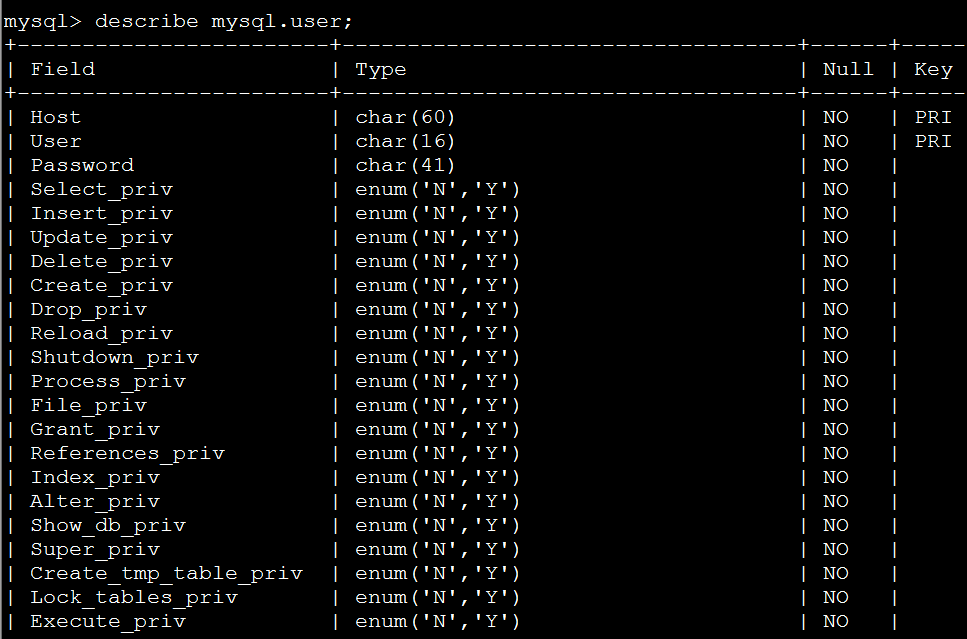 mysql> describe mysql.user;
+------------------------+-----------------------------------+------+-----
| Field                  | Type                              | Null | Key
+------------------------+-----------------------------------+------+-----
| Host                   | char(60)                          | NO   | PRI
| User                   | char(16)                          | NO   | PRI
| Password               | char(41)                          | NO   |
| Select_priv            | enum('N','Y')                     | NO   |
| Insert_priv            | enum('N','Y')                     | NO   |
| Update_priv            | enum('N','Y')                     | NO   |
| Delete_priv            | enum('N','Y')                     | NO   |
| Create_priv            | enum('N','Y')                     | NO   |
| Drop_priv              | enum('N','Y')                     | NO   |
| Reload_priv            | enum('N','Y')                     | NO   |
| Shutdown_priv          | enum('N','Y')                     | NO   |
| Process_priv           | enum('N','Y')                     | NO   |
| File_priv              | enum('N','Y')                     | NO   |
| Grant_priv             | enum('N','Y')                     | NO   |
| References_priv        | enum('N','Y')                     | NO   |
| Index_priv             | enum('N','Y')                     | NO   |
| Alter_priv             | enum('N','Y')                     | NO   |
| Show_db_priv           | enum('N','Y')                     | NO   |
| Super_priv             | enum('N','Y')                     | NO   |
| Create_tmp_table_priv  | enum('N','Y')                     | NO   |
| Lock_tables_priv       | enum('N','Y')                     | NO   |
| Execute_priv           | enum('N','Y')                     | NO   |